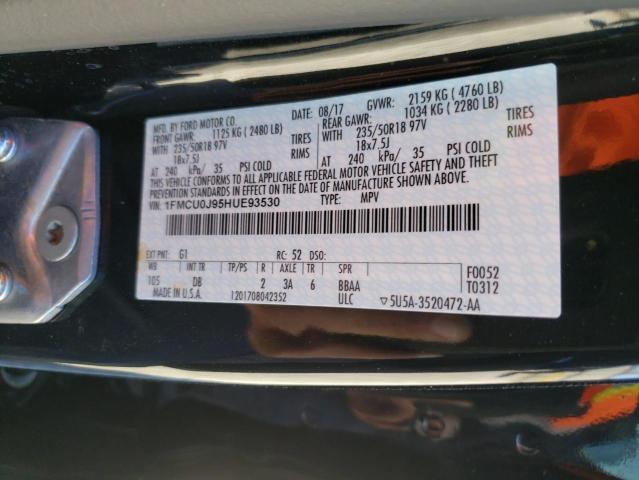 MFD. BY FORD MOTOR CO.
DATE: 08/17 GVWR: 2159 KG ( 4760 LB)
FRONT GAWR: 1125 KG ( 2480 LB) REAR GAWR: 1034 KG ( 2280 LB)
WITH 235/50R18 97V TIRES WITH 235/50R18 97V TIRES
18x7.5J RIMS 18x7.5J RIMS
AT 240 kPa/ 35 PSI COLD AT 240 kPa/ 35 PSI COLD
THIS VEHICLE CONFORMS TO ALL APPLICABLE FEDERAL MOTOR VEHICLE SAFETY AND THEFT
PREVENTION STANDARDS IN EFFECT ON THE DATE OF MANUFACTURE SHOWN ABOVE.
VIN: 1FMCU0J95HUE93530 TYPE: MPV
EXT PNT: G1 RC: 52 DSO:
WB INT TR TP/PS R AXLE TR SPR F0052
105 DB 2 3A 6 BBAA T0312
MADE IN U.S.A. 1201708042352 ULC ▽5U5A-3520472-AA